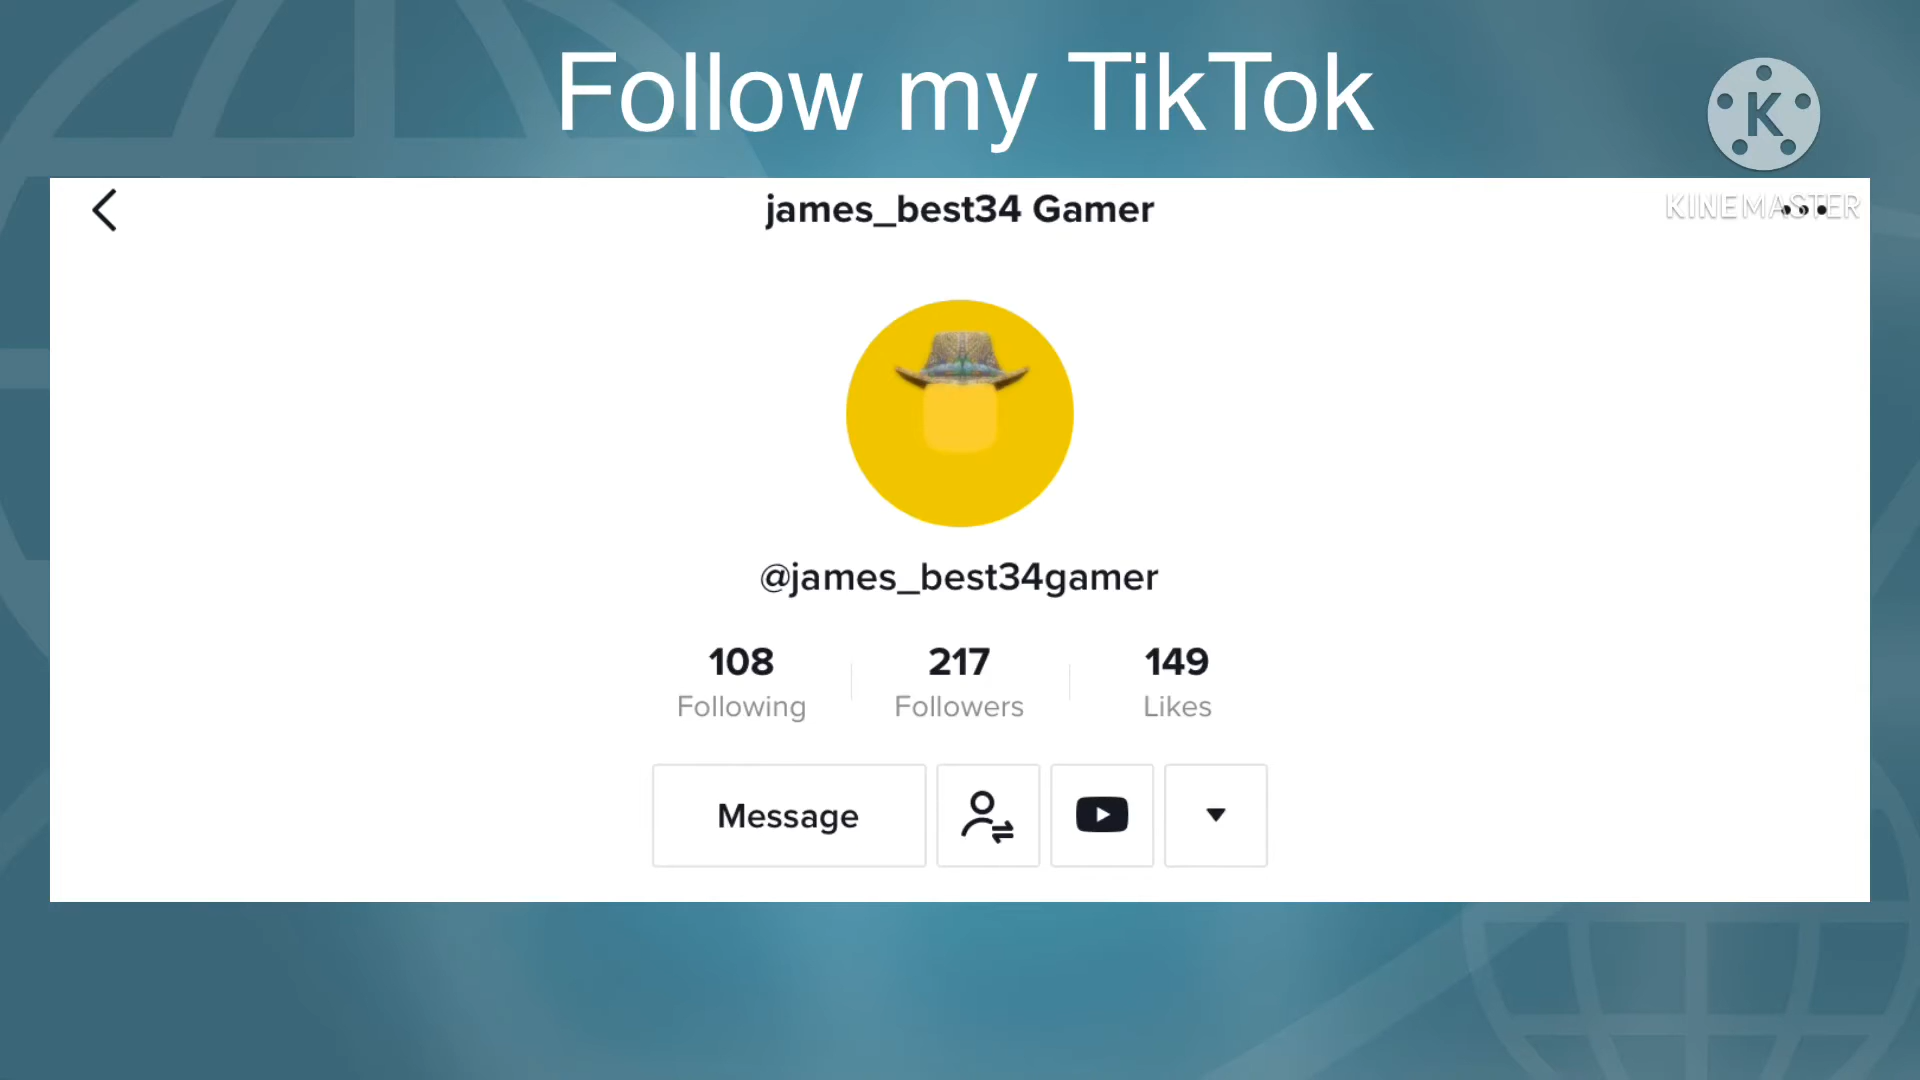 Follow my TikTok
K
KINEMASTER
james_best34 Gamer
@james_best34gamer
108 217 149
Following Followers Likes
Message